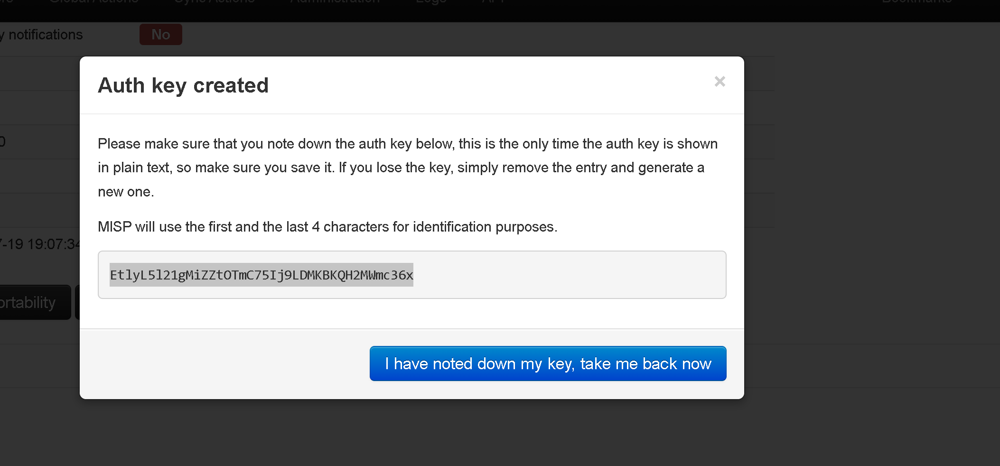 Global Actions Sync Actions Administration Logs API Bookmarks
y notifications No
Auth key created
×
Please make sure that you note down the auth key below, this is the only time the auth key is shown
in plain text, so make sure you save it. If you lose the key, simply remove the entry and generate a
new one.
0
MISP will use the first and the last 4 characters for identification purposes.
-19 19:07:34
EtlyL5l21gMiZZtOTmC75Ij9LDMKBKQH2MWmc36x
ortability
I have noted down my key, take me back now